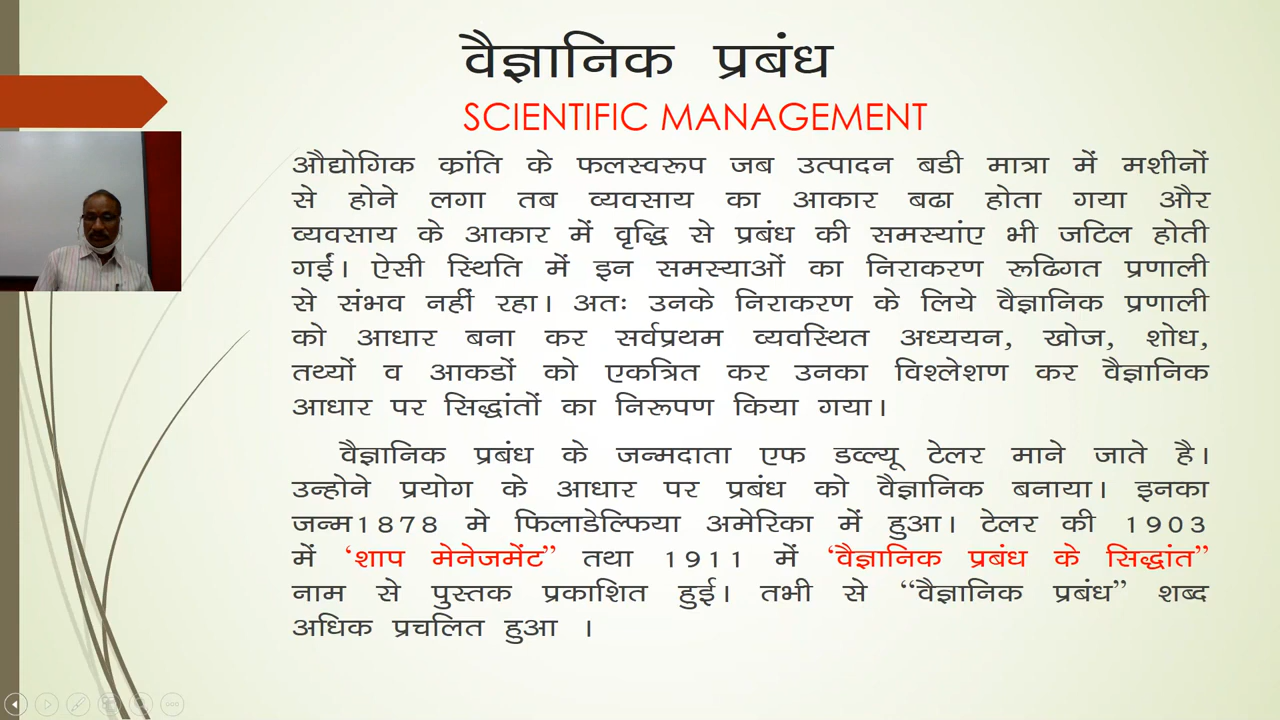 वैज्ञानिक प्रबंध
SCIENTIFIC MANAGEMENT
औद्योगिक क्रांति के फलस्वरूप जब उत्पादन बडी मात्रा में मशीनों
से होने लगा तब व्यवसाय का आकार बढा होता गया और
व्यवसाय के आकार में वृद्धि से प्रबंध की समस्यांए भी जटिल होती
गईं। ऐसी स्थिति में इन समस्याओं का निराकरण रूढिगत प्रणाली
से संभव नहीं रहा। अतः उनके निराकरण के लिये वैज्ञानिक प्रणाली
को आधार बना कर सर्वप्रथम व्यवस्थित अध्ययन, खोज, शोध,
तथ्यों व आकडों को एकत्रित कर उनका विश्लेशण कर वैज्ञानिक
आधार पर सिद्धांतों का निरूपण किया गया।
वैज्ञानिक प्रबंध के जन्मदाता एफ डव्ल्यू टेलर माने जाते है।
उन्होने प्रयोग के आधार पर प्रबंध को वैज्ञानिक बनाया। इनका
जन्म1878 मे फिलाडेल्फिया अमेरिका में हुआ। टेलर की 1903
में ‘शाप मेनेजमेंट” तथा 1911 में ‘वैज्ञानिक प्रबंध के सिद्धांत”
नाम से पुस्तक प्रकाशित हुई। तभी से “वैज्ञानिक प्रबंध” शब्द
अधिक प्रचलित हुआ ।